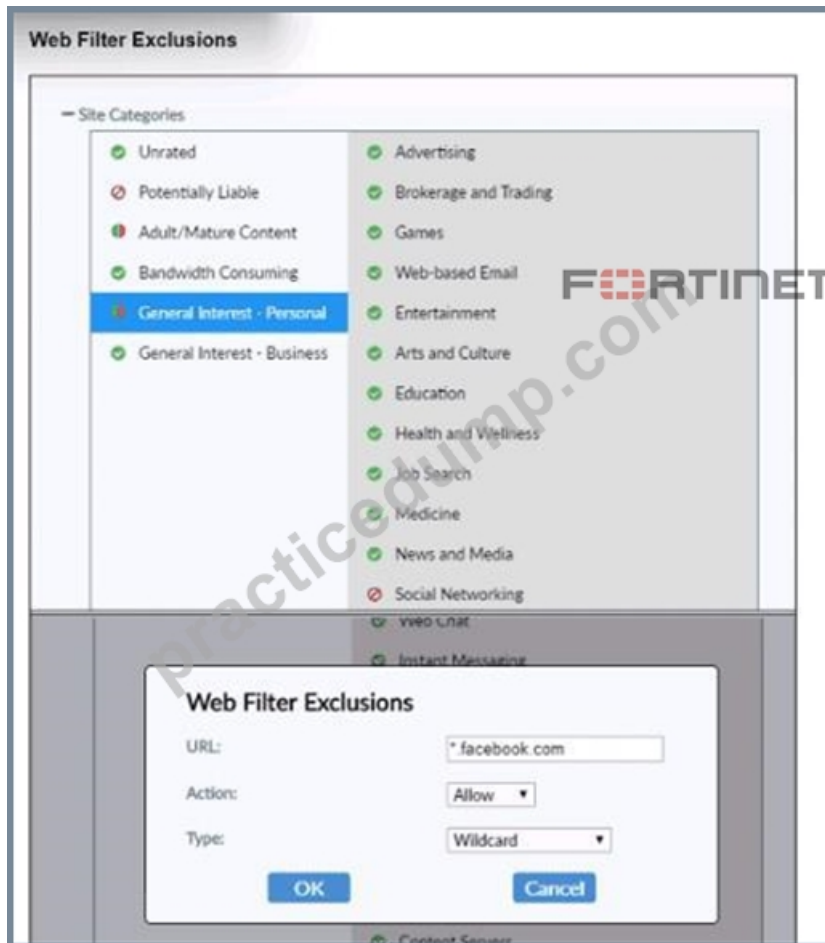 Web Filter Exclusions
Site Categories
Unrated
Potentially Liable
Adult/Mature Content
Bandwidth Consuming
General Interest - Personal
General Interest - Business
Advertising
Brokerage and Trading
Games
Web-based Email
Entertainment
Arts and Culture
Education
Health and Wellness
Job Search
Medicine
News and Media
Social Networking
Web Chat
Instant Messaging
FORTINET
practicedump.com
Web Filter Exclusions
URL: *.facebook.com
Action: Allow
Type: Wildcard
OK Cancel
Content Servers